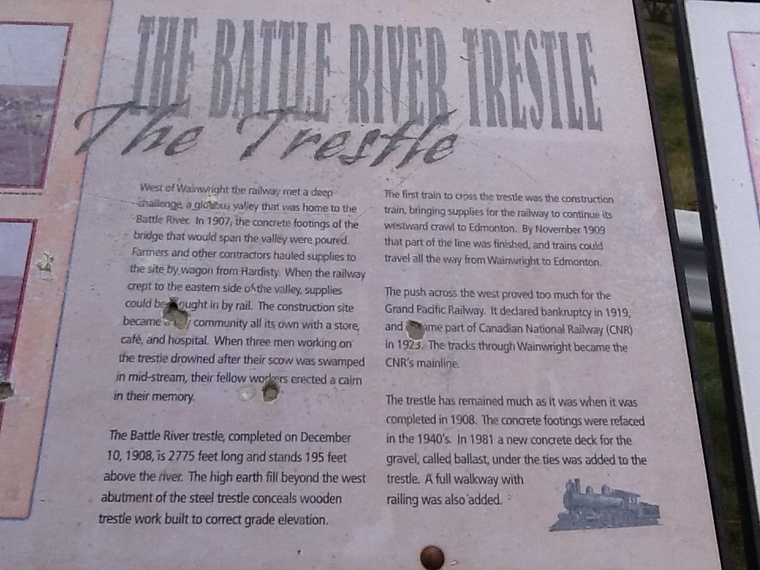 THE BATTLE RIVER TRESTLE
The Trestle
West of Wainwright the railway met a deep
challenge, a glorious valley that was home to the
Battle River. In 1907, the concrete footings of the
bridge that would span the valley were poured.
Farmers and other contractors hauled supplies to
the site by wagon from Hardisty. When the railway
crept to the eastern side of the valley, supplies
could be ought in by rail. The construction site
became community all its own with a store,
café, and hospital. When three men working on
the trestle drowned after their scow was swamped
in mid-stream, their fellow workers erected a cairn
in their memory.
The Battle River trestle, completed on December
10, 1908, is 2775 feet long and stands 195 feet
above the river. The high earth fill beyond the west
abutment of the steel trestle conceals wooden
trestle work built to correct grade elevation.
The first train to cross the trestle was the construction
train, bringing supplies for the railway to continue its
westward crawl to Edmonton. By November 1909
that part of the line was finished, and trains could
travel all the way from Wainwright to Edmonton.
The push across the west proved too much for the
Grand Pacific Railway. It declared bankruptcy in 1919,
and me part of Canadian National Railway (CNR)
in 1923. The tracks through Wainwright became the
CNR's mainline.
The trestle has remained much as it was when it was
completed in 1908. The concrete footings were refaced
in the 1940's. In 1981 a new concrete deck for the
gravel, called ballast, under the ties was added to the
trestle. A full walkway with
railing was also added.